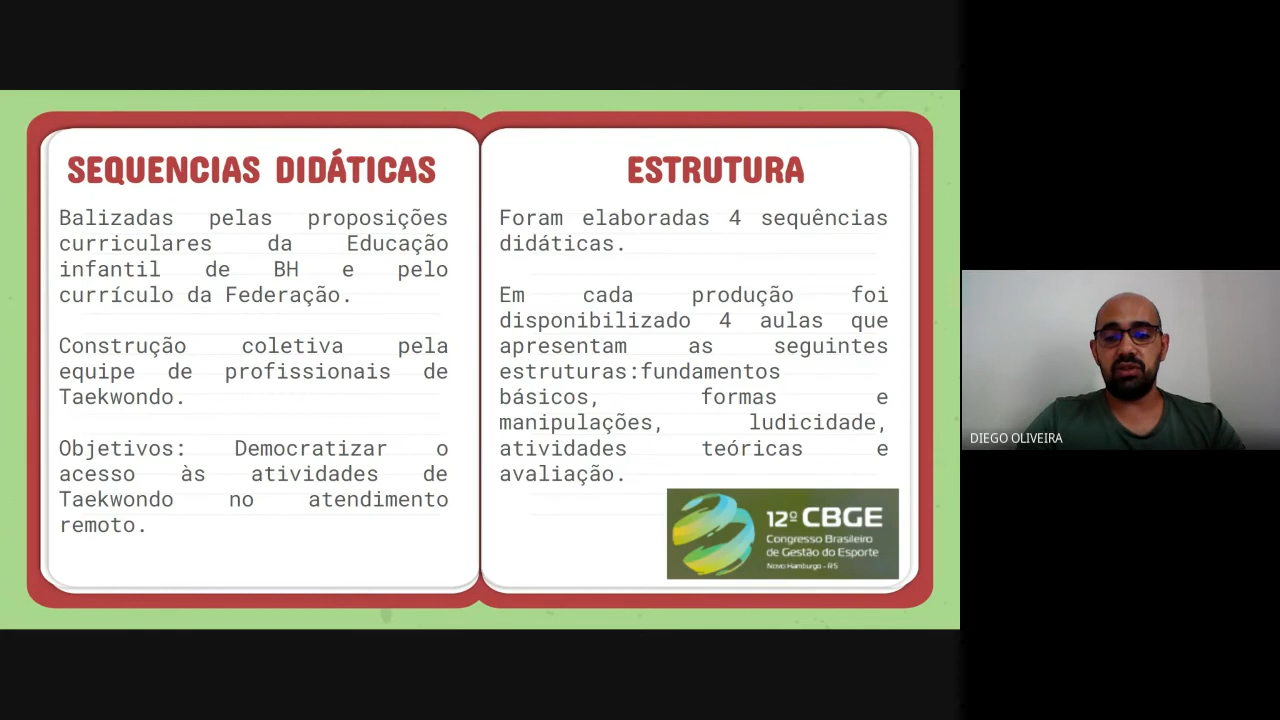 SEQUENCIAS DIDÁTICAS
Balizadas pelas proposições
curriculares da Educação
infantil de BH e pelo
currículo da Federação.
Construção coletiva pela
equipe de profissionais de
Taekwondo.
Objetivos: Democratizar o
acesso às atividades de
Taekwondo no atendimento
remoto.
ESTRUTURA
Foram elaboradas 4 sequências
didáticas.
Em cada produção foi
disponibilizado 4 aulas que
apresentam as seguintes
estruturas:fundamentos
básicos, formas e
manipulações, ludicidade,
atividades teóricas e
avaliação.
12º CBGE
Congresso Brasileiro
de Gestão do Esporte
Novo Hamburgo - RS
DIEGO OLIVEIRA